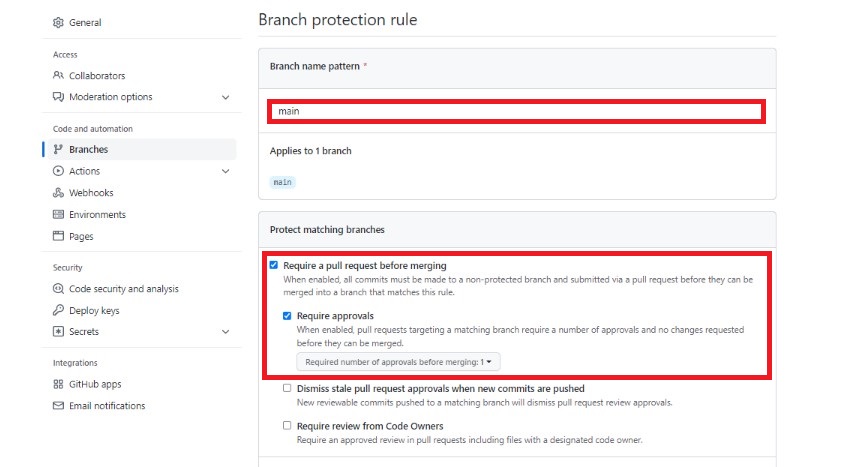 General
Access
Collaborators
Moderation options
Code and automation
Branches
Actions
Webhooks
Environments
Pages
Security
Code security and analysis
Deploy keys
Secrets
Integrations
GitHub apps
Email notifications
Branch protection rule
Branch name pattern *
main
Applies to 1 branch
main
Protect matching branches
Require a pull request before merging
When enabled, all commits must be made to a non-protected branch and submitted via a pull request before they can be
merged into a branch that matches this rule.
Require approvals
When enabled, pull requests targeting a matching branch require a number of approvals and no changes requested
before they can be merged.
Required number of approvals before merging: 1
Dismiss stale pull request approvals when new commits are pushed
New reviewable commits pushed to a matching branch will dismiss pull request review approvals.
Require review from Code Owners
Require an approved review in pull requests including files with a designated code owner.